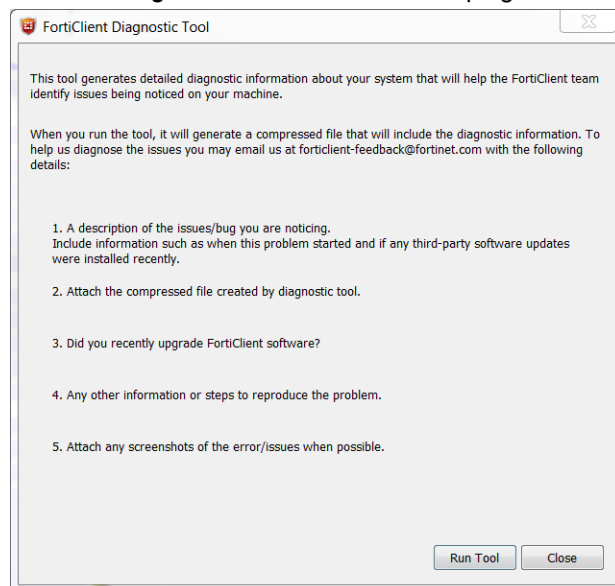 FortiClient Diagnostic Tool
This tool generates detailed diagnostic information about your system that will help the FortiClient team
identify issues being noticed on your machine.
When you run the tool, it will generate a compressed file that will include the diagnostic information. To
help us diagnose the issues you may email us at forticlient-feedback@fortinet.com with the following
details:
1. A description of the issues/bug you are noticing.
Include information such as when this problem started and if any third-party software updates
were installed recently.
2. Attach the compressed file created by diagnostic tool.
3. Did you recently upgrade FortiClient software?
4. Any other information or steps to reproduce the problem.
5. Attach any screenshots of the error/issues when possible.
Run Tool Close